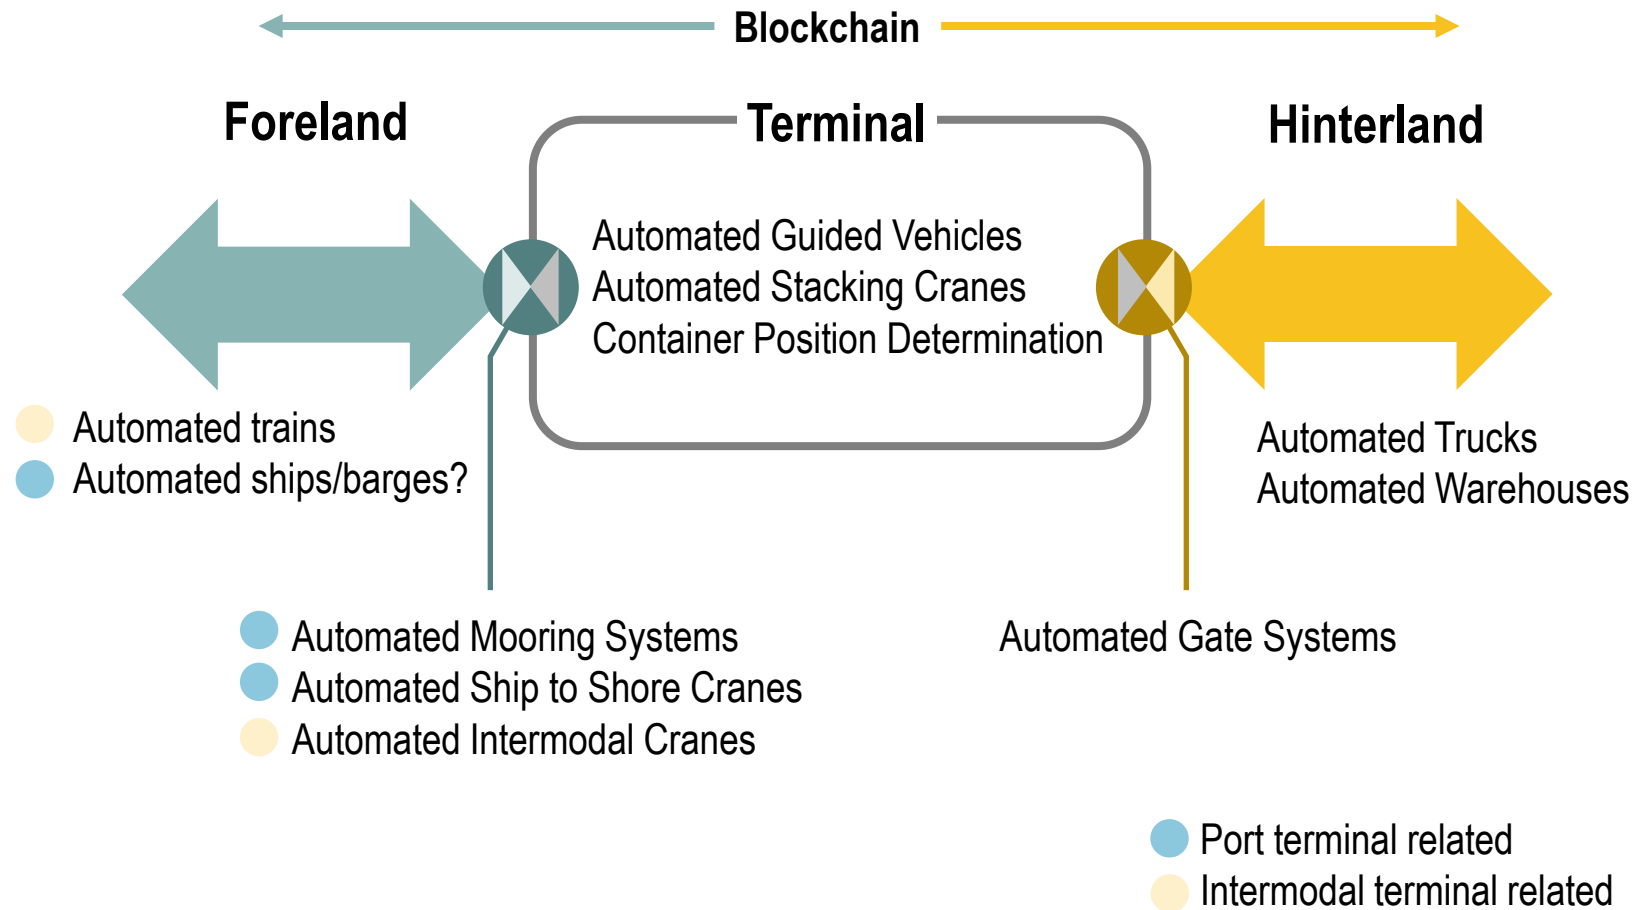 Blockchain
Foreland
Terminal
Hinterland
Automated Guided Vehicles
Automated Stacking Cranes
Container Position Determination
Automated trains
Automated ships/barges?
Automated Trucks
Automated Warehouses
Automated Mooring Systems
Automated Ship to Shore Cranes
Automated Intermodal Cranes
Automated Gate Systems
Port terminal related
Intermodal terminal related